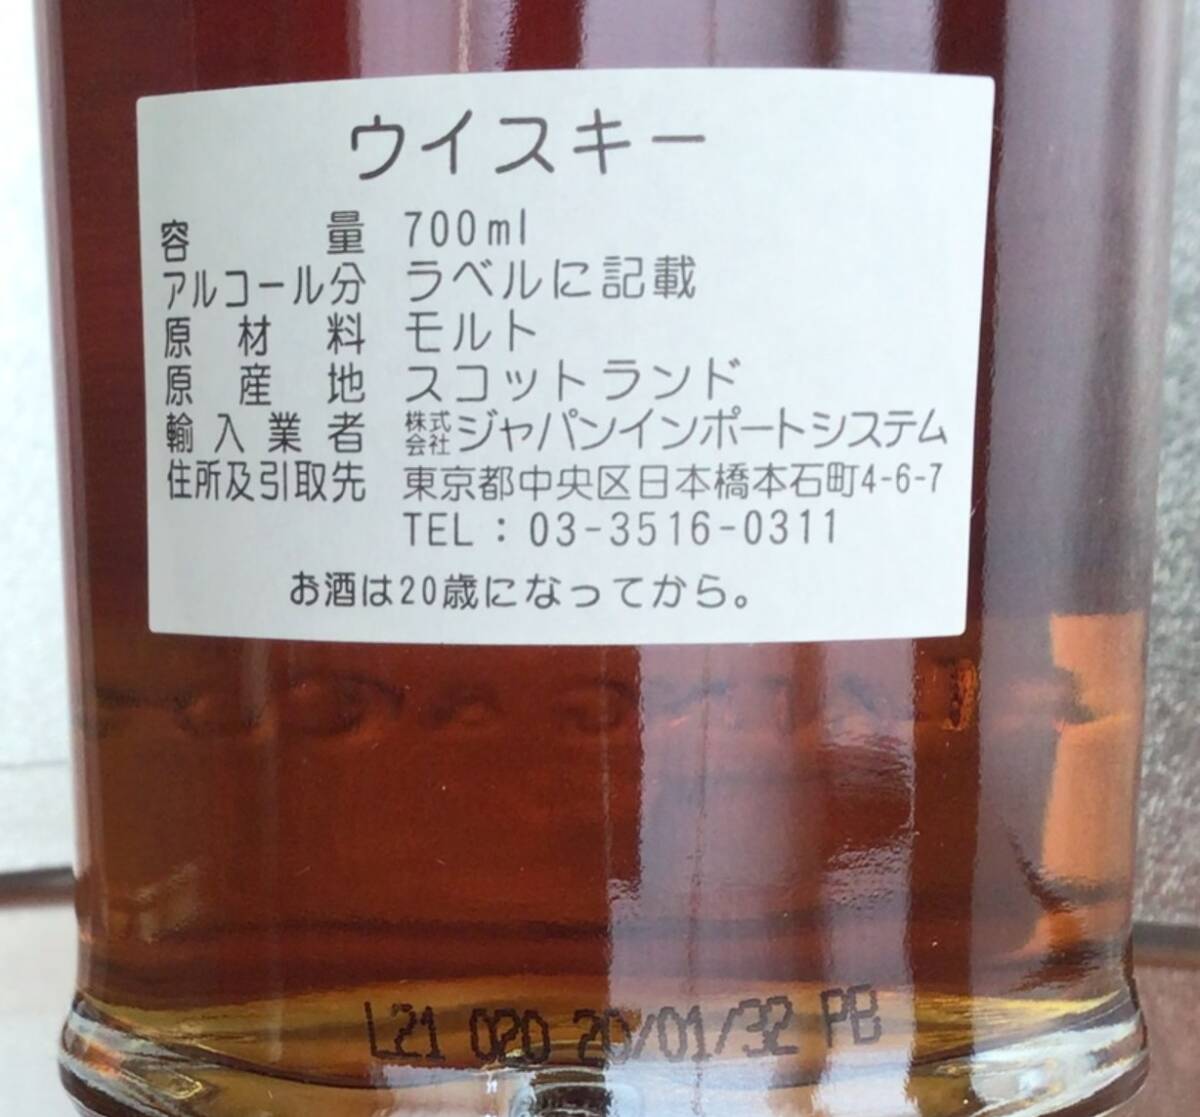 ウイスキー
容量 700ml
アルコール分 ラベルに記載
原材料 モルト
原産地 スコットランド
輸入業者 株式会社ジャパンインポートシステム
住所及引取先 東京都中央区日本橋本石町4-6-7
TEL：03-3516-0311
お酒は20歳になってから。
L21 020 20/01/32 PB